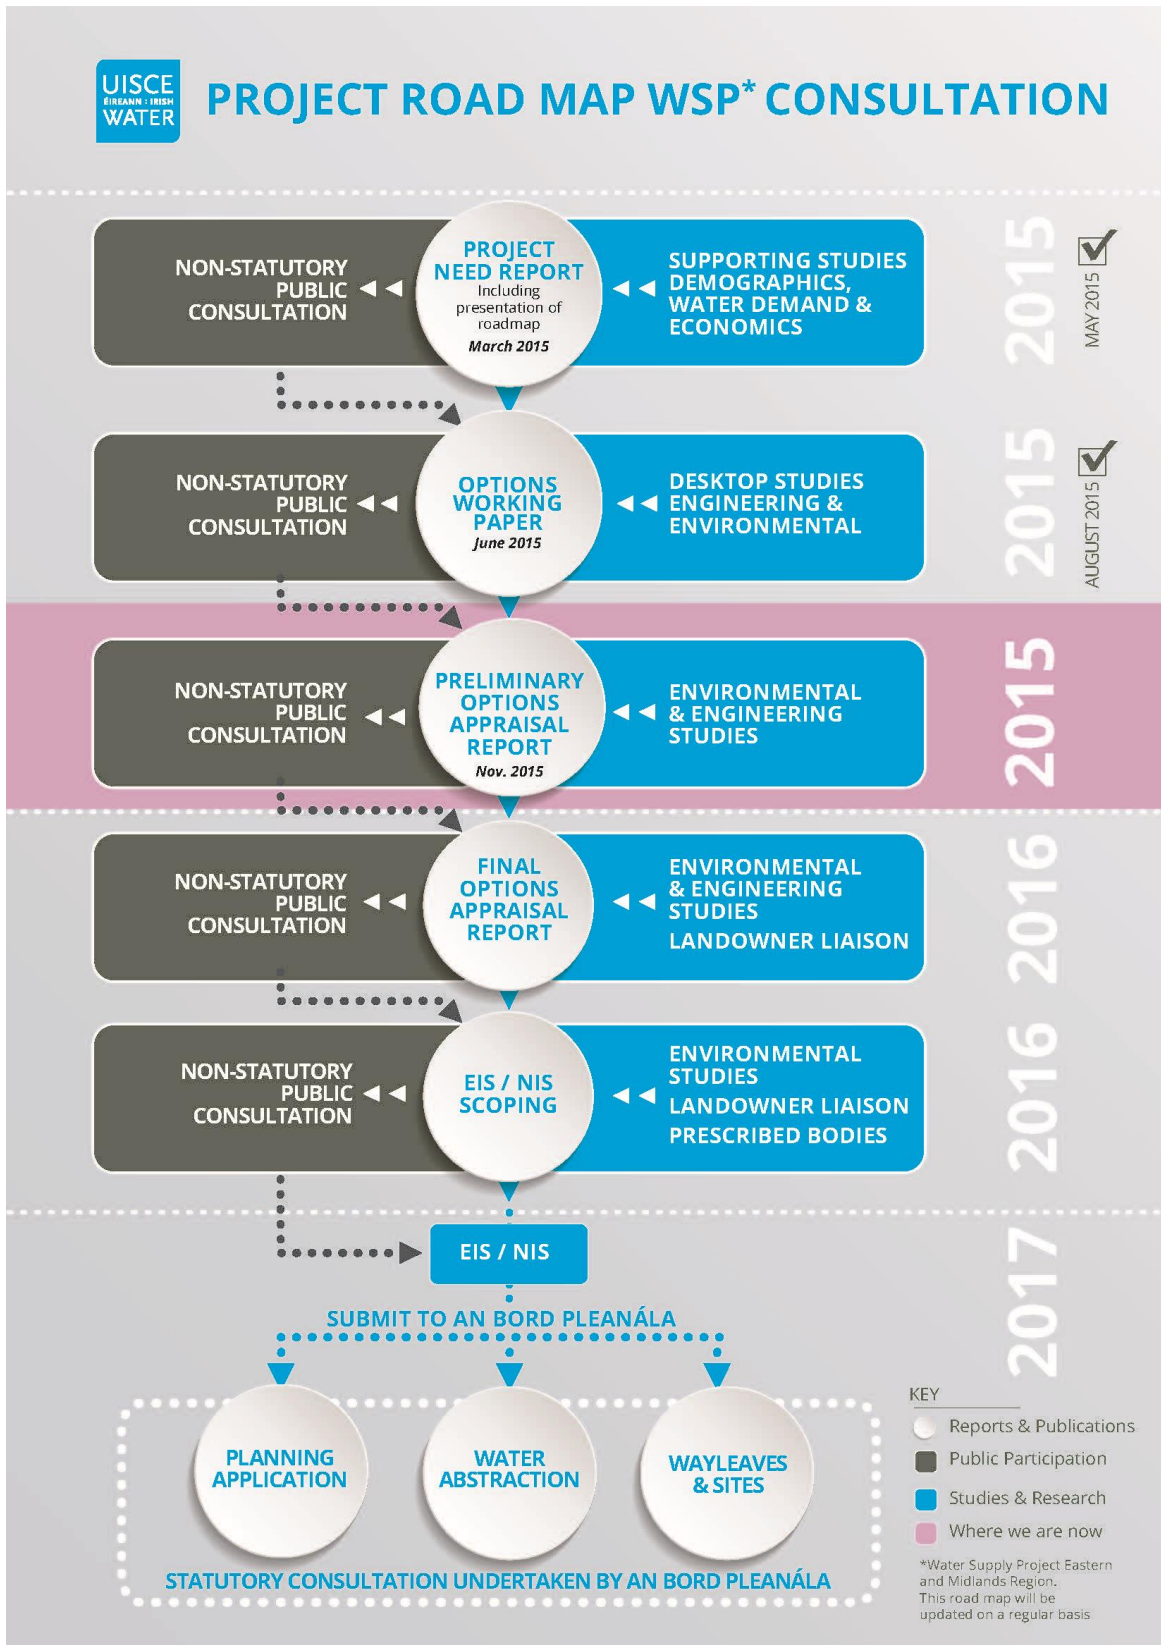 UISCE
ÉIREANN : IRISH
WATER
PROJECT ROAD MAP WSP* CONSULTATION
NON-STATUTORY
PUBLIC
CONSULTATION
PROJECT
NEED REPORT
Including
presentation of
roadmap
March 2015
SUPPORTING STUDIES
DEMOGRAPHICS,
WATER DEMAND &
ECONOMICS
2015
MAY 2015
NON-STATUTORY
PUBLIC
CONSULTATION
OPTIONS
WORKING
PAPER
June 2015
DESKTOP STUDIES
ENGINEERING &
ENVIRONMENTAL
2015
AUGUST 2015
NON-STATUTORY
PUBLIC
CONSULTATION
PRELIMINARY
OPTIONS
APPRAISAL
REPORT
Nov. 2015
ENVIRONMENTAL
& ENGINEERING
STUDIES
2015
NON-STATUTORY
PUBLIC
CONSULTATION
FINAL
OPTIONS
APPRAISAL
REPORT
ENVIRONMENTAL
& ENGINEERING
STUDIES
LANDOWNER LIAISON
2016
NON-STATUTORY
PUBLIC
CONSULTATION
EIS / NIS
SCOPING
ENVIRONMENTAL
STUDIES
LANDOWNER LIAISON
PRESCRIBED BODIES
2016
EIS / NIS
2017
SUBMIT TO AN BORD PLEANÁLA
PLANNING
APPLICATION
WATER
ABSTRACTION
WAYLEAVES
& SITES
STATUTORY CONSULTATION UNDERTAKEN BY AN BORD PLEANÁLA
KEY
Reports & Publications
Public Participation
Studies & Research
Where we are now
*Water Supply Project Eastern
and Midlands Region.
This road map will be
updated on a regular basis